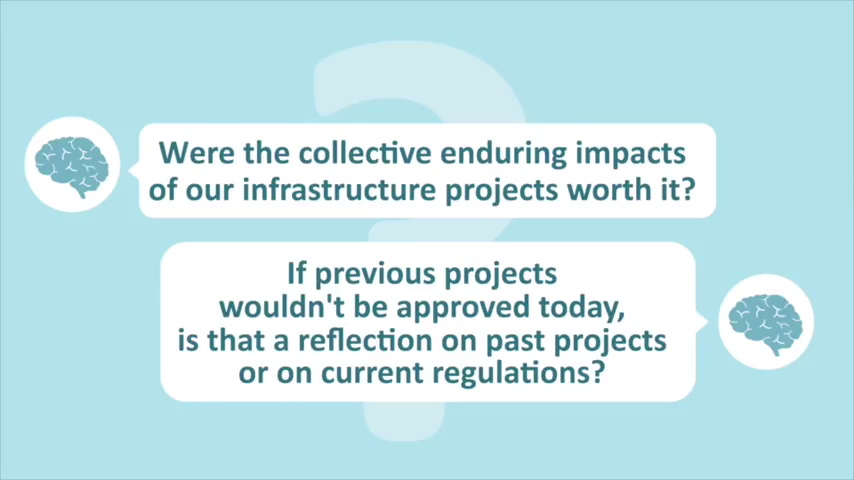 Were the collective enduring impacts
of our infrastructure projects worth it?
If previous projects
wouldn't be approved today,
is that a reflection on past projects
or on current regulations?